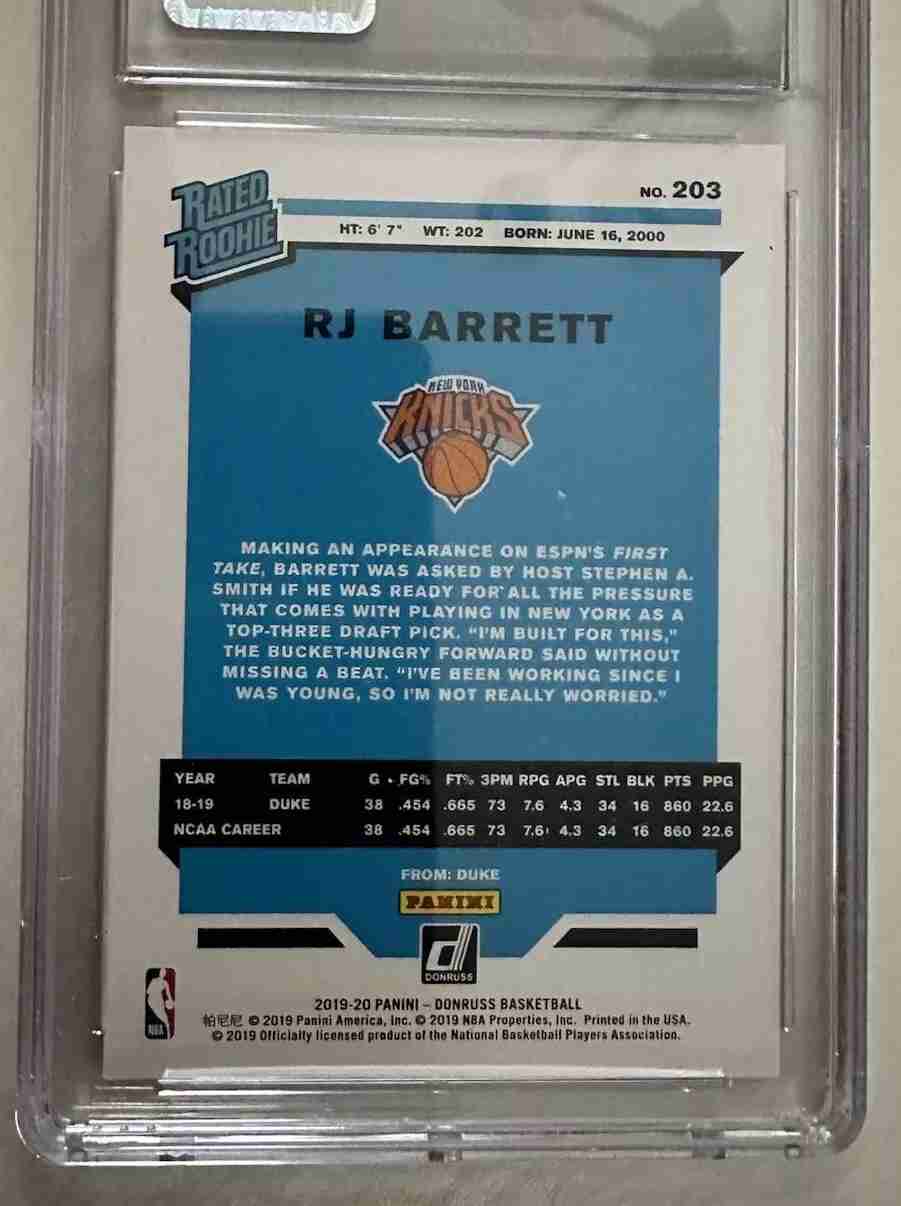 RATED
ROOKIE
NO. 203
HT: 6' 7" WT: 202 BORN: JUNE 16, 2000
RJ BARRETT
NEW YORK
KNICKS
MAKING AN APPEARANCE ON ESPN'S FIRST
TAKE, BARRETT WAS ASKED BY HOST STEPHEN A.
SMITH IF HE WAS READY FOR ALL THE PRESSURE
THAT COMES WITH PLAYING IN NEW YORK AS A
TOP-THREE DRAFT PICK. "I'M BUILT FOR THIS,"
THE BUCKET-HUNGRY FORWARD SAID WITHOUT
MISSING A BEAT. "I'VE BEEN WORKING SINCE I
WAS YOUNG, SO I'M NOT REALLY WORRIED."
YEAR TEAM G FG% FT% 3PM RPG APG STL BLK PTS PPG
18-19 DUKE 38 .454 .665 73 7.6 4.3 34 16 860 22.6
NCAA CAREER 38 .454 .665 73 7.6 4.3 34 16 860 22.6
FROM: DUKE
PANINI
d
DONRUSS
NBA
2019-20 PANINI – DONRUSS BASKETBALL
帕尼尼 © 2019 Panini America, Inc. © 2019 NBA Properties, Inc. Printed in the USA.
© 2019 Officially licensed product of the National Basketball Players Association.